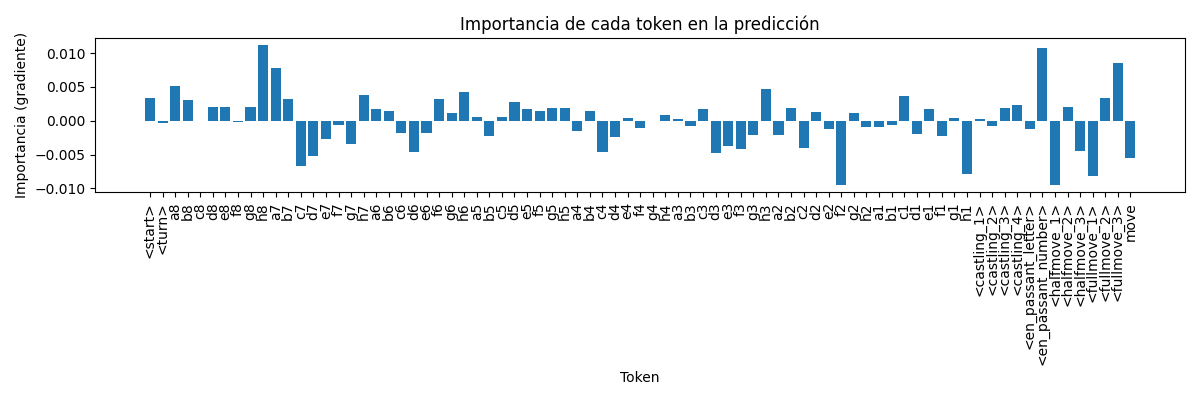 Importancia de cada token en la predicción
Importancia (gradiente)
0.010
0.005
0.000
−0.005
−0.010
<start>
<turn>
a8
b8
c8
d8
e8
f8
g8
h8
a7
b7
c7
d7
e7
f7
g7
h7
a6
b6
c6
d6
e6
f6
g6
h6
a5
b5
c5
d5
e5
f5
g5
h5
a4
b4
c4
d4
e4
f4
g4
h4
a3
b3
c3
d3
e3
f3
g3
h3
a2
b2
c2
d2
e2
f2
g2
h2
a1
b1
c1
d1
e1
f1
g1
h1
<castling_1>
<castling_2>
<castling_3>
<castling_4>
<en_passant_letter>
<en_passant_number>
<halfmove_1>
<halfmove_2>
<halfmove_3>
<fullmove_1>
<fullmove_2>
<fullmove_3>
move
Token